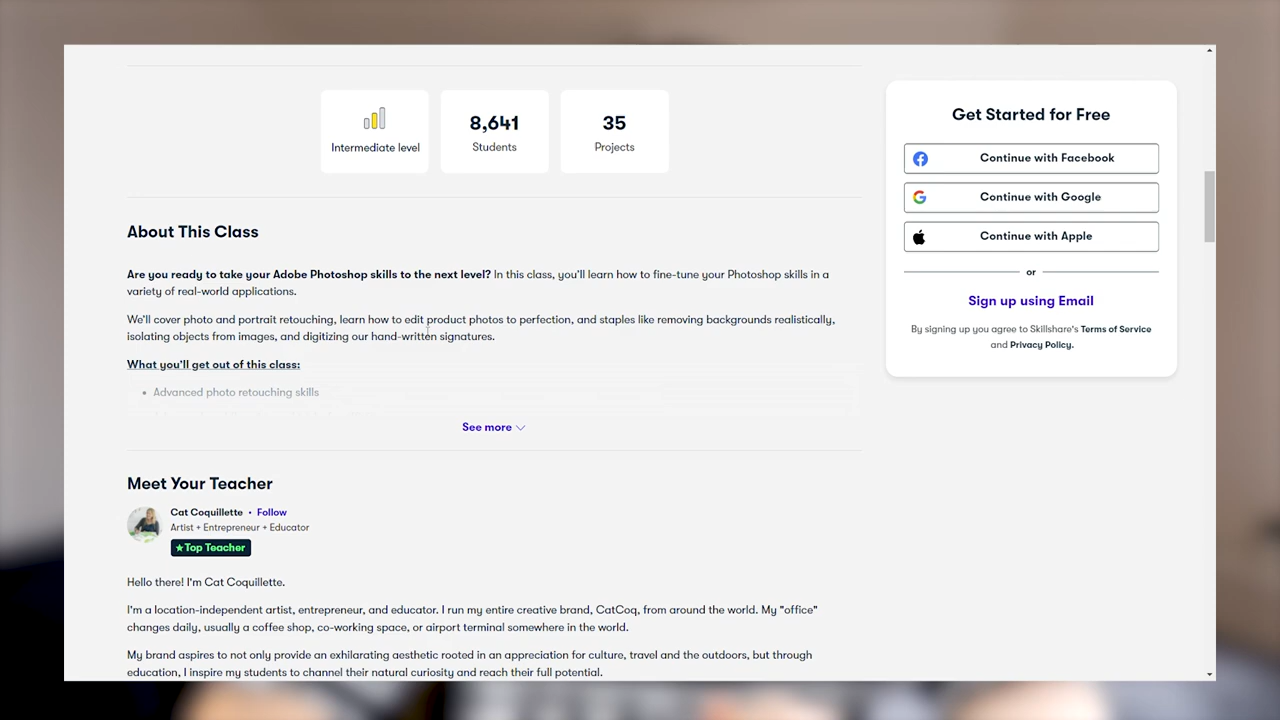 Intermediate level
8,641
Students
35
Projects
Get Started for Free
Continue with Facebook
Continue with Google
Continue with Apple
or
Sign up using Email
By signing up you agree to Skillshare's Terms of Service
and Privacy Policy.
About This Class
Are you ready to take your Adobe Photoshop skills to the next level? In this class, you'll learn how to fine-tune your Photoshop skills in a
variety of real-world applications.
We'll cover photo and portrait retouching, learn how to edit product photos to perfection, and staples like removing backgrounds realistically,
isolating objects from images, and digitizing our hand-written signatures.
What you'll get out of this class:
• Advanced photo retouching skills
See more
Meet Your Teacher
Cat Coquillette • Follow
Artist + Entrepreneur + Educator
★Top Teacher
Hello there! I'm Cat Coquillette.
I'm a location-independent artist, entrepreneur, and educator. I run my entire creative brand, CatCoq, from around the world. My "office"
changes daily, usually a coffee shop, co-working space, or airport terminal somewhere in the world.
My brand aspires to not only provide an exhilarating aesthetic rooted in an appreciation for culture, travel and the outdoors, but through
education, I inspire my students to channel their natural curiosity and reach their full potential.